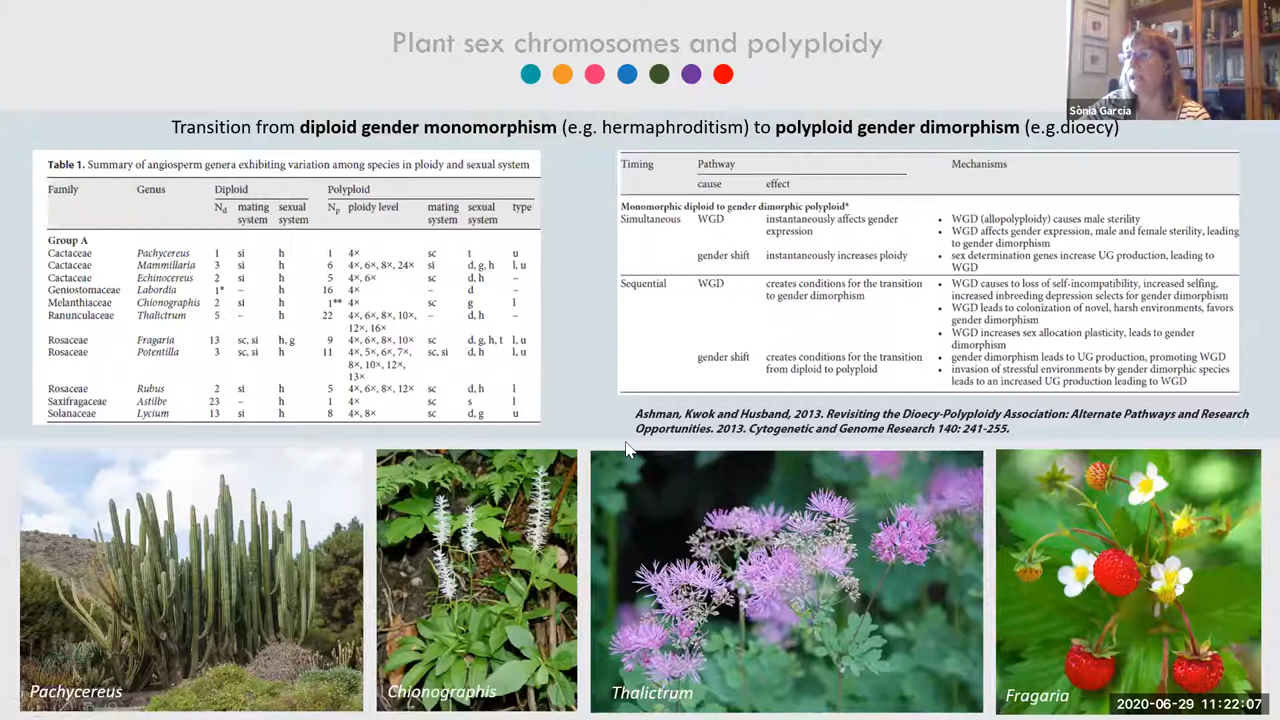 Plant sex chromosomes and polyploidy
Sònia Garcia
Transition from diploid gender monomorphism (e.g. hermaphroditism) to polyploid gender dimorphism (e.g.dioecy)
Table 1. Summary of angiosperm genera exhibiting variation among species in ploidy and sexual system
Family Genus Diploid Polyploid
Nd mating system sexual system Np ploidy level mating system sexual system type
Group A
Cactaceae Pachycereus 1 si h 1 4× sc t u
Cactaceae Mammillaria 3 si h 6 4×, 6×, 8×, 24× si d, g, h l, u
Cactaceae Echinocereus 2 si h 5 4×, 6× sc d, h –
Geniostomaceae Labordia 1* – h 16 4× – d –
Melanthiaceae Chionographis 2 si h 1** 4× sc g l
Ranunculaceae Thalictrum 5 – h 22 4×, 6×, 8×, 10×, – d, h –
12×, 16×
Rosaceae Fragaria 13 sc, si h, g 9 4×, 6×, 8×, 10× sc d, g, h, t l, u
Rosaceae Potentilla 3 sc, si h 11 4×, 5×, 6×, 7×, sc, si d, h l, u
8×, 10×, 12×,
13×
Rosaceae Rubus 2 si h 5 4×, 6×, 8×, 12× sc d, h l
Saxifragaceae Astilbe 23 – h 1 4× sc s l
Solanaceae Lycium 13 si h 8 4×, 8× sc d, g u
Timing Pathway Mechanisms
cause effect
Monomorphic diploid to gender dimorphic polyploid*
Simultaneous WGD instantaneously affects gender
expression
• WGD (allopolyploidy) causes male sterility
• WGD affects gender expression, male and female sterility, leading
to gender dimorphism
gender shift instantaneously increases ploidy
• sex determination genes increase UG production, leading to
WGD
Sequential WGD creates conditions for the transition
to gender dimorphism
• WGD causes to loss of self-incompatibility, increased selfing,
increased inbreeding depression selects for gender dimorphism
• WGD leads to colonization of novel, harsh environments, favors
gender dimorphism
• WGD increases sex allocation plasticity, leads to gender
dimorphism
gender shift creates conditions for the transition
from diploid to polyploid
• gender dimorphism leads to UG production, promoting WGD
• invasion of stressful environments by gender dimorphic species
leads to an increased UG production leading to WGD
Ashman, Kwok and Husband, 2013. Revisiting the Dioecy-Polyploidy Association: Alternate Pathways and Research
Opportunities. 2013. Cytogenetic and Genome Research 140: 241-255.
Pachycereus
Chionographis
Thalictrum
Fragaria
2020-06-29 11:22:07